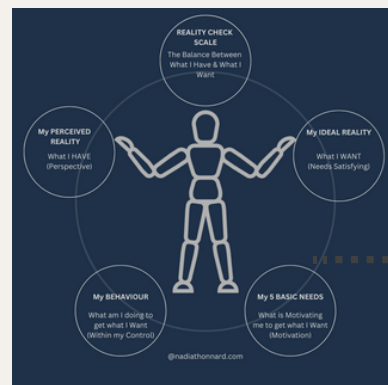 REALITY CHECK
SCALE
The Balance Between
What I Have & What I
Want
My PERCEIVED
REALITY
What I HAVE
(Perspective)
My IDEAL REALITY
What I WANT
(Needs Satisfying)
My BEHAVIOUR
What am I doing to
get what I Want
(Within my Control)
My 5 BASIC NEEDS
What is Motivating
me to get what I Want
(Motivation)
@nadiathonnard.com